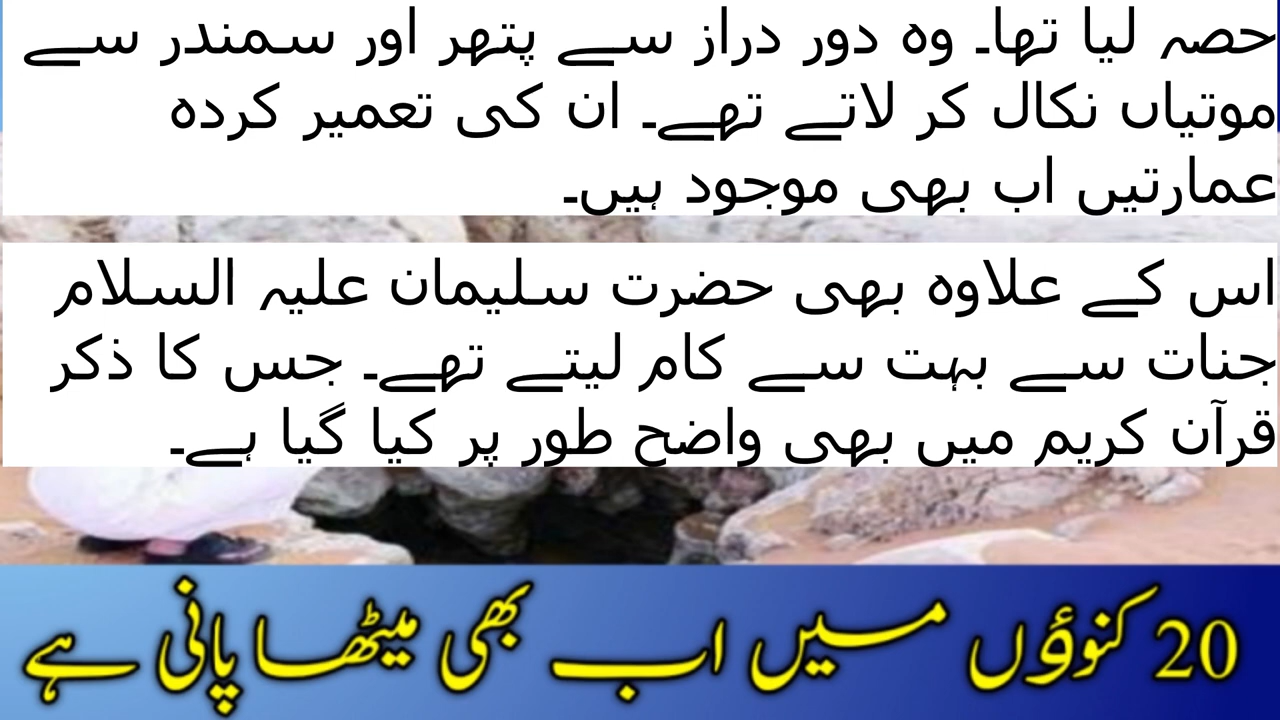 حصہ لیا تھا۔ وہ دور دراز سے پتھر اور سمندر سے
موتیاں نکال کر لاتے تھے۔ ان کی تعمیر کردہ
عمارتیں اب بھی موجود ہیں۔
اس کے علاوہ بھی حضرت سلیمان علیہ السلام
جنات سے بہت سے کام لیتے تھے۔ جس کا ذکر
قرآن کریم میں بھی واضح طور پر کیا گیا ہے۔
20 کنوؤں میں اب بھی میٹھا پانی ہے